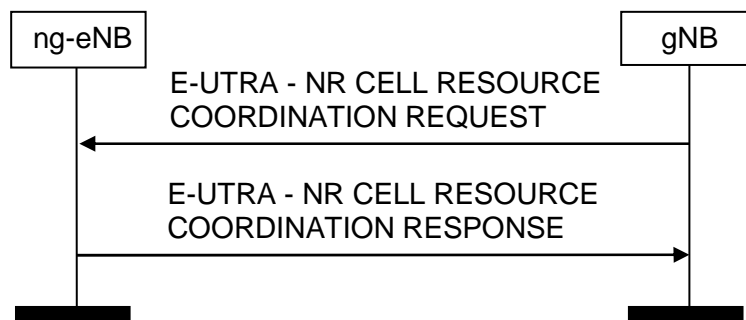 ng-eNB
gNB
E-UTRA - NR CELL RESOURCE
COORDINATION REQUEST
E-UTRA - NR CELL RESOURCE
COORDINATION RESPONSE